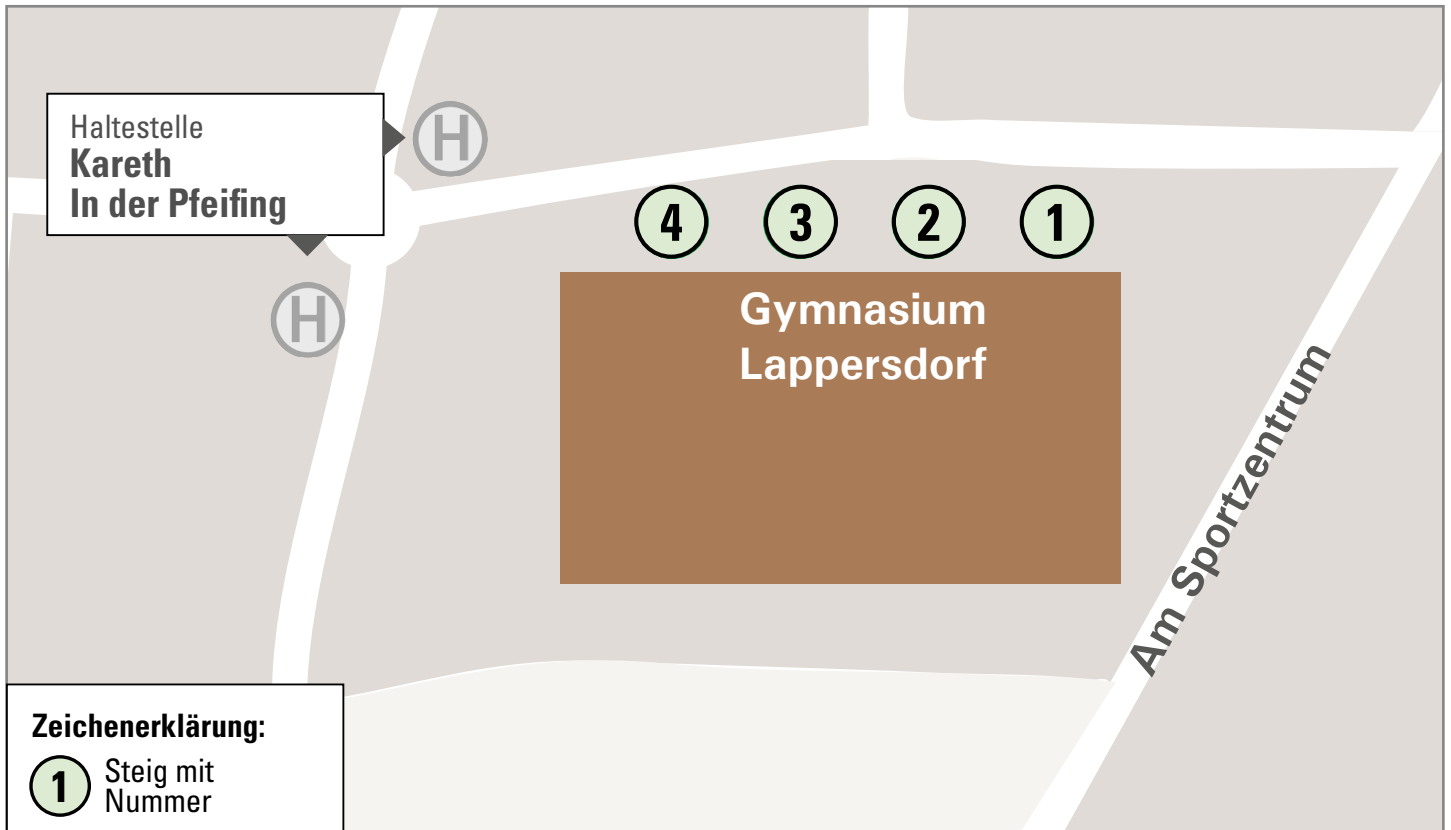 Haltestelle
Kareth
In der Pfeifing
H
H
4 3 2 1
Gymnasium
Lappersdorf
Am Sportzentrum
Zeichenerklärung:
1 Steig mit
Nummer